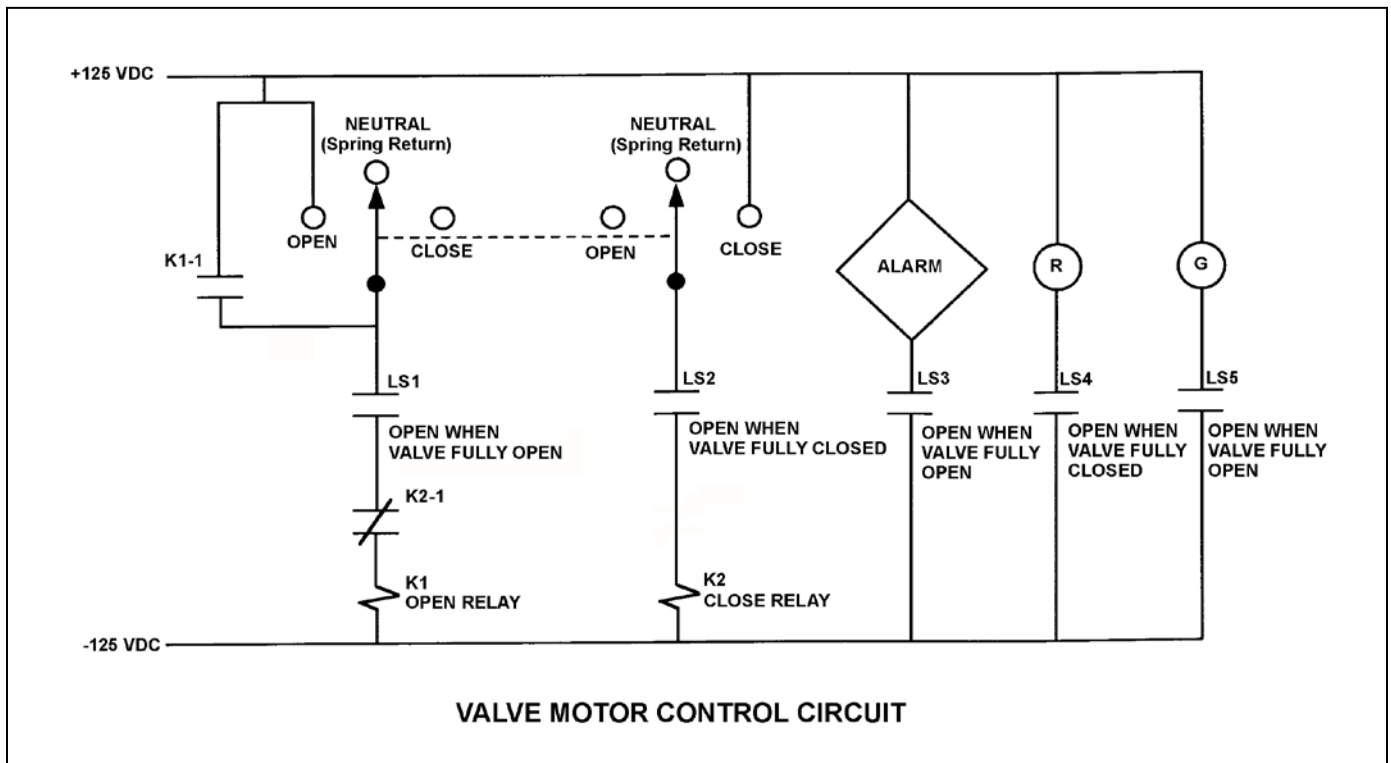 +125 VDC
NEUTRAL
(Spring Return)
NEUTRAL
(Spring Return)
OPEN
CLOSE
OPEN
CLOSE
K1-1
ALARM
R
G
LS1
OPEN WHEN
VALVE FULLY OPEN
LS2
OPEN WHEN
VALVE FULLY CLOSED
LS3
OPEN WHEN
VALVE FULLY
OPEN
LS4
OPEN WHEN
VALVE FULLY
CLOSED
LS5
OPEN WHEN
VALVE FULLY
OPEN
K2-1
K1
OPEN RELAY
K2
CLOSE RELAY
-125 VDC
VALVE MOTOR CONTROL CIRCUIT